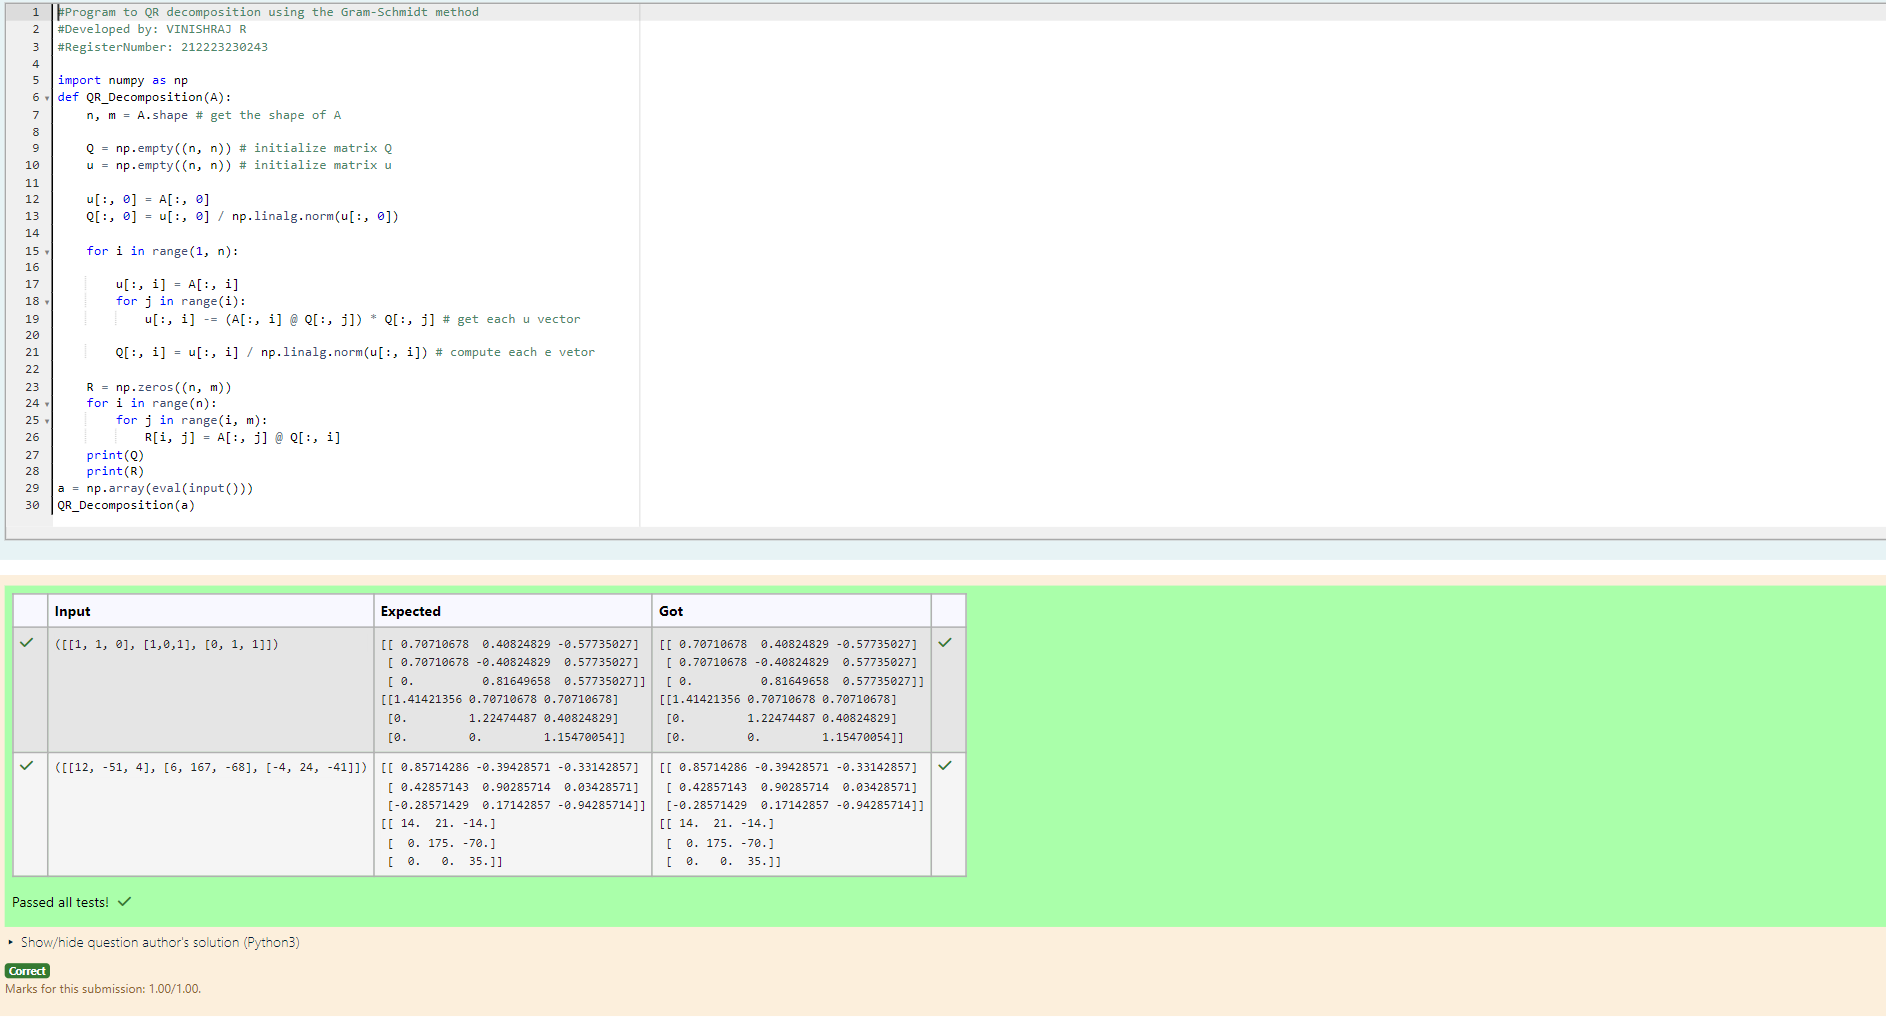 1 #Program to QR decomposition using the Gram-Schmidt method
2 #Developed by: VINISHRAJ R
3 #RegisterNumber: 212223230243
4
5 import numpy as np
6 def QR_Decomposition(A):
7     n, m = A.shape # get the shape of A
8
9     Q = np.empty((n, n)) # initialize matrix Q
10     u = np.empty((n, n)) # initialize matrix u
11
12     u[:, 0] = A[:, 0]
13     Q[:, 0] = u[:, 0] / np.linalg.norm(u[:, 0])
14
15     for i in range(1, n):
16
17         u[:, i] = A[:, i]
18         for j in range(i):
19             u[:, i] -= (A[:, i] @ Q[:, j]) * Q[:, j] # get each u vector
20
21         Q[:, i] = u[:, i] / np.linalg.norm(u[:, i]) # compute each e vetor
22
23     R = np.zeros((n, m))
24     for i in range(n):
25         for j in range(i, m):
26             R[i, j] = A[:, j] @ Q[:, i]
27     print(Q)
28     print(R)
29 a = np.array(eval(input()))
30 QR_Decomposition(a)
Input Expected Got
([[1, 1, 0], [1,0,1], [0, 1, 1]]) [[ 0.70710678  0.40824829 -0.57735027] [[ 0.70710678  0.40824829 -0.57735027]
[ 0.70710678 -0.40824829  0.57735027] [ 0.70710678 -0.40824829  0.57735027]
[ 0.          0.81649658  0.57735027]] [ 0.          0.81649658  0.57735027]]
[[1.41421356 0.70710678 0.70710678] [[1.41421356 0.70710678 0.70710678]
[0.         1.22474487 0.40824829] [0.         1.22474487 0.40824829]
[0.         0.         1.15470054]] [0.         0.         1.15470054]]
([[12, -51, 4], [6, 167, -68], [-4, 24, -41]]) [[ 0.85714286 -0.39428571 -0.33142857] [[ 0.85714286 -0.39428571 -0.33142857]
[ 0.42857143  0.90285714  0.03428571] [ 0.42857143  0.90285714  0.03428571]
[-0.28571429  0.17142857 -0.94285714]] [-0.28571429  0.17142857 -0.94285714]]
[[ 14.  21. -14.] [[ 14.  21. -14.]
[  0. 175. -70.] [  0. 175. -70.]
[  0.   0.  35.]] [  0.   0.  35.]]
Passed all tests!
Show/hide question author's solution (Python3)
Correct
Marks for this submission: 1.00/1.00.